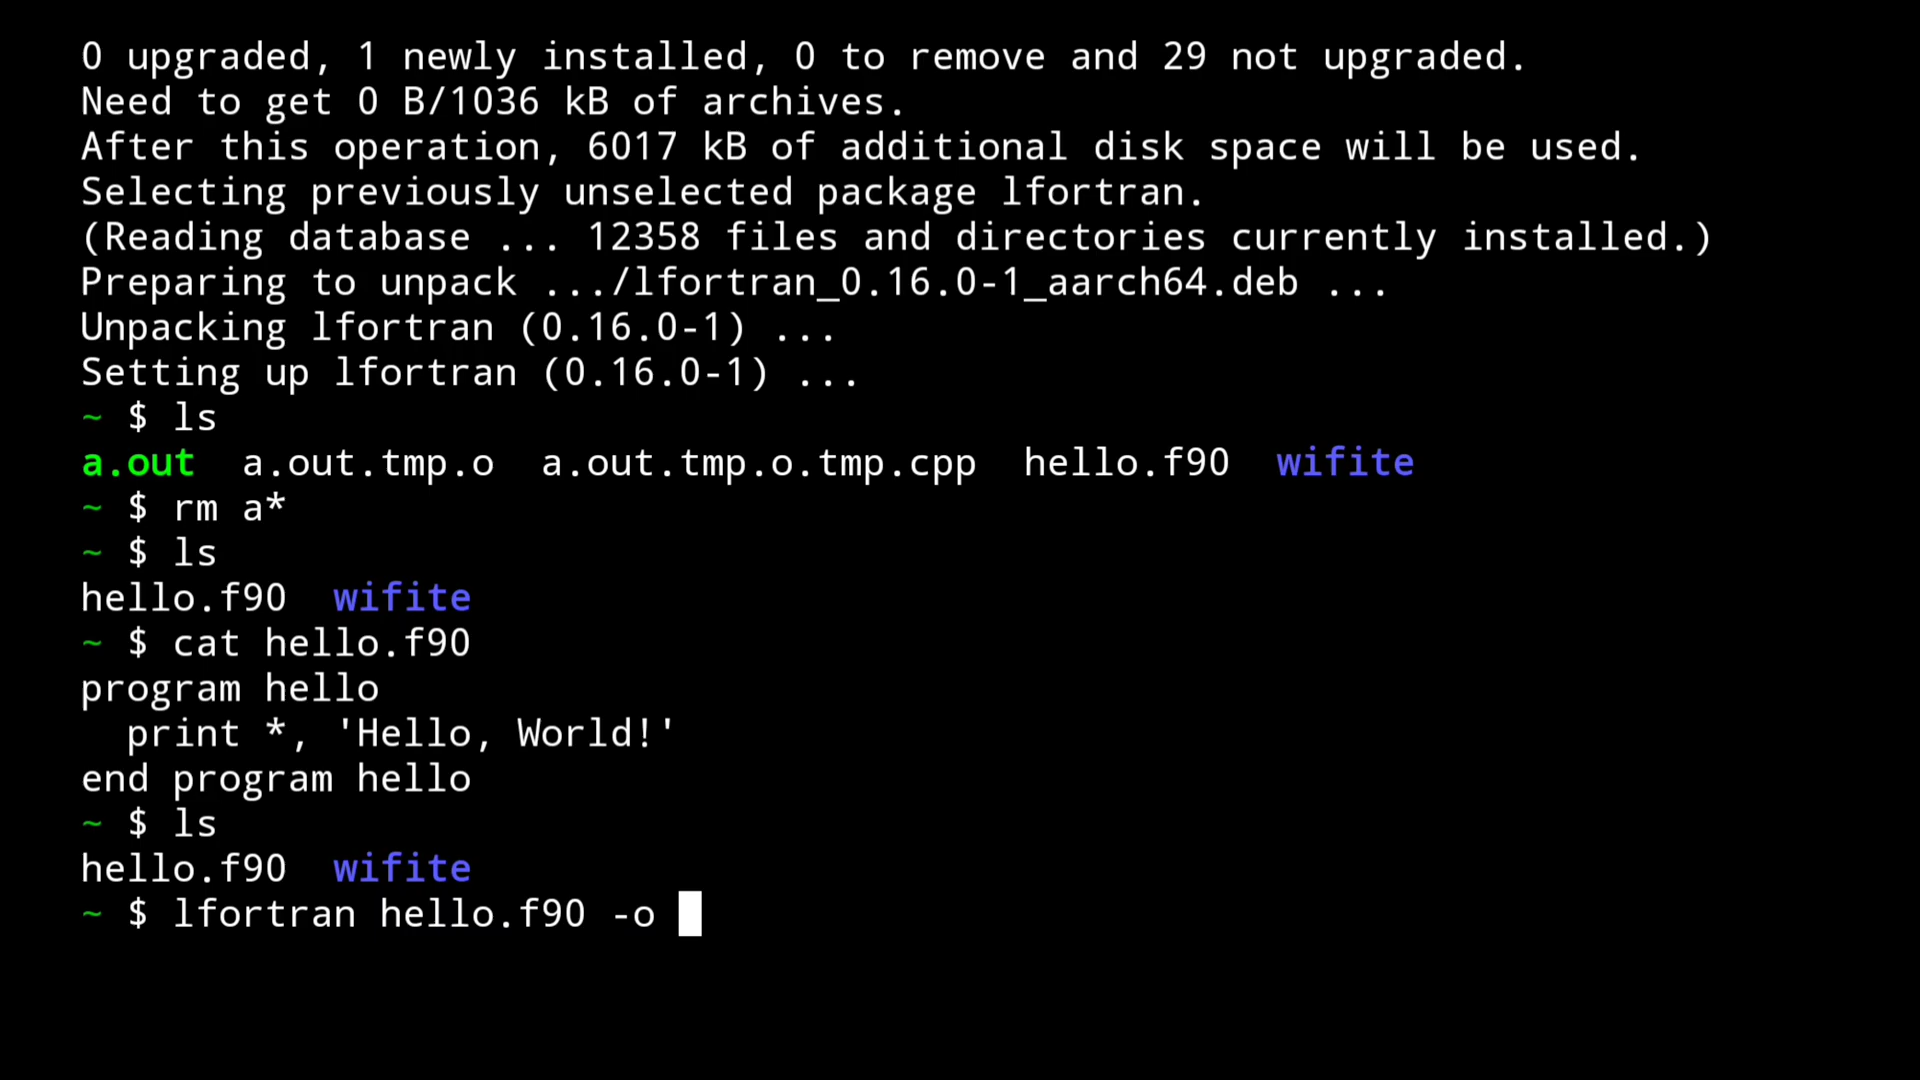 0 upgraded, 1 newly installed, 0 to remove and 29 not upgraded.
Need to get 0 B/1036 kB of archives.
After this operation, 6017 kB of additional disk space will be used.
Selecting previously unselected package lfortran.
(Reading database ... 12358 files and directories currently installed.)
Preparing to unpack .../lfortran_0.16.0-1_aarch64.deb ...
Unpacking lfortran (0.16.0-1) ...
Setting up lfortran (0.16.0-1) ...
~ $ ls
a.out  a.out.tmp.o  a.out.tmp.o.tmp.cpp  hello.f90  wifite
~ $ rm a*
~ $ ls
hello.f90  wifite
~ $ cat hello.f90
program hello
  print *, 'Hello, World!'
end program hello
~ $ ls
hello.f90  wifite
~ $ lfortran hello.f90 -o